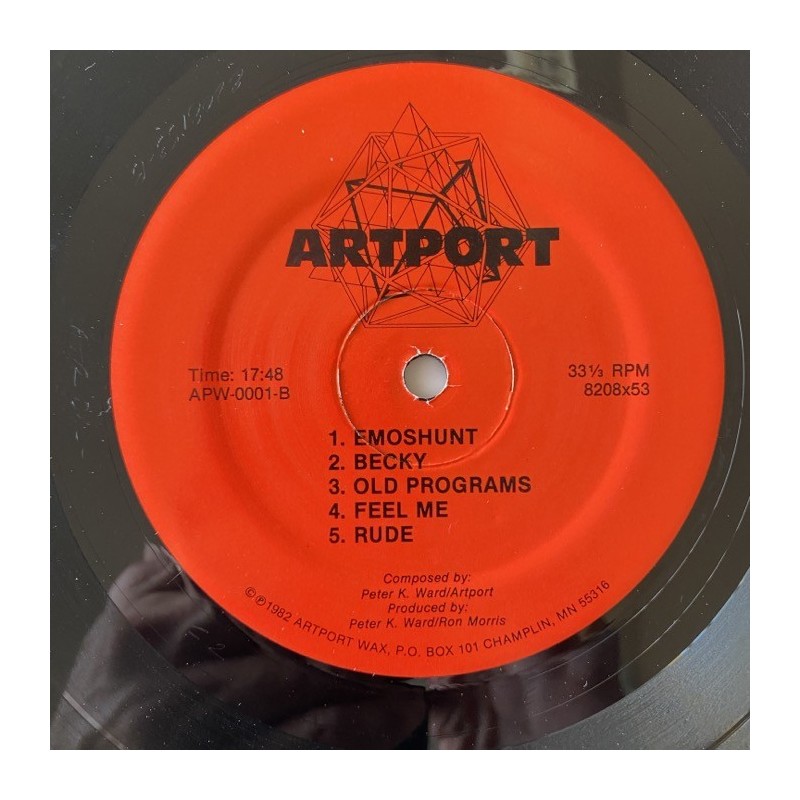 ARTPORT
Time: 17:48
APW-0001-B
33⅓ RPM
8208x53
1. EMOSHUNT
2. BECKY
3. OLD PROGRAMS
4. FEEL ME
5. RUDE
Composed by:
Peter K. Ward/Artport
Produced by:
Peter K. Ward/Ron Morris
©℗1982 ARTPORT WAX, P.O. BOX 101 CHAMPLIN, MN 55316